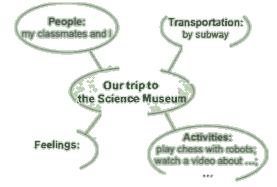 People:
my classmates and I
Transportation:
by subway
Our trip to
the Science Museum
Feelings:
Activities:
play chess with robots;
watch a video about ...;
...